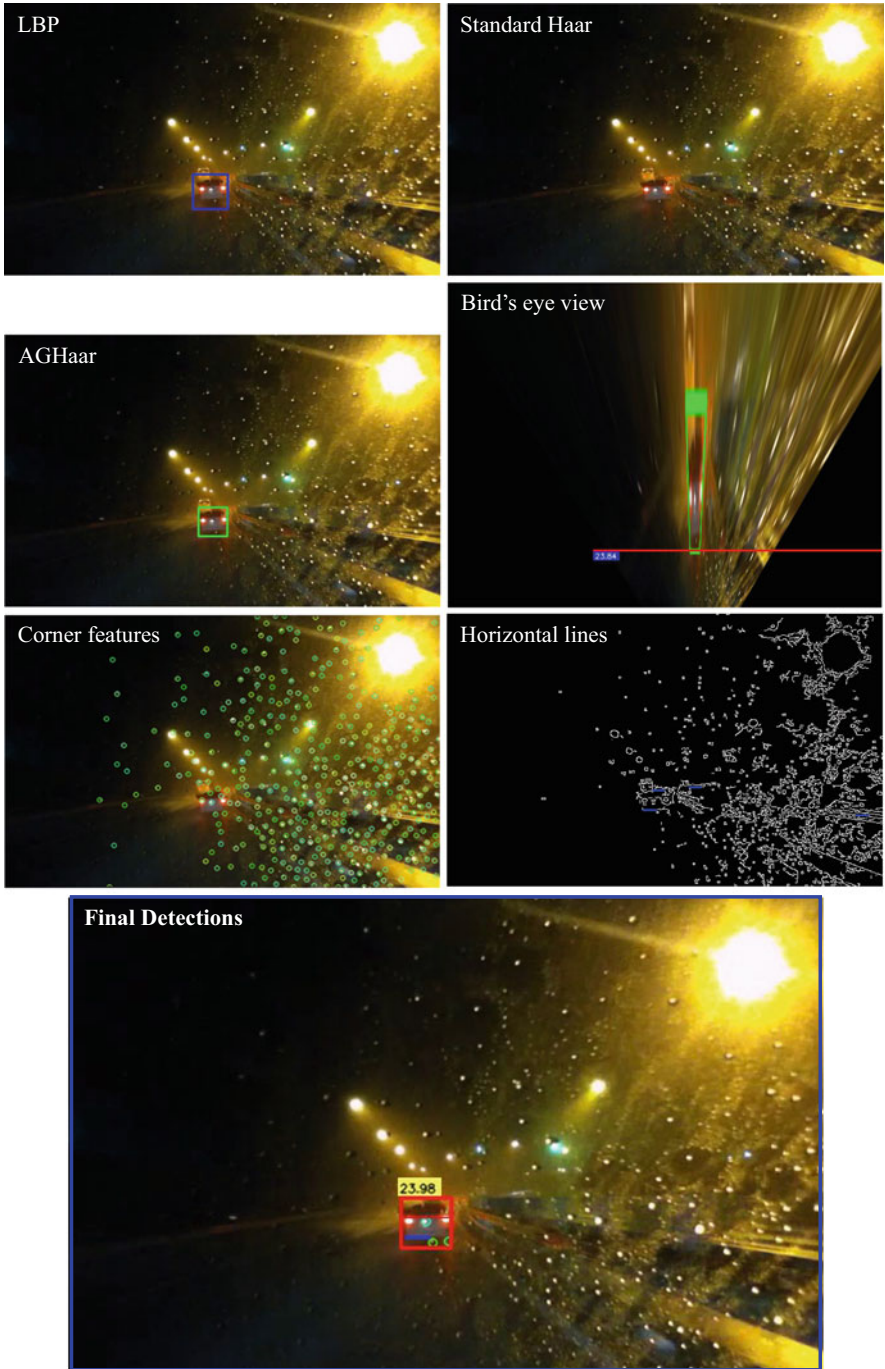 LBP
Standard Haar
Bird's eye view
AGHaar
23.84
Corner features
Horizontal lines
Final Detections
23.98